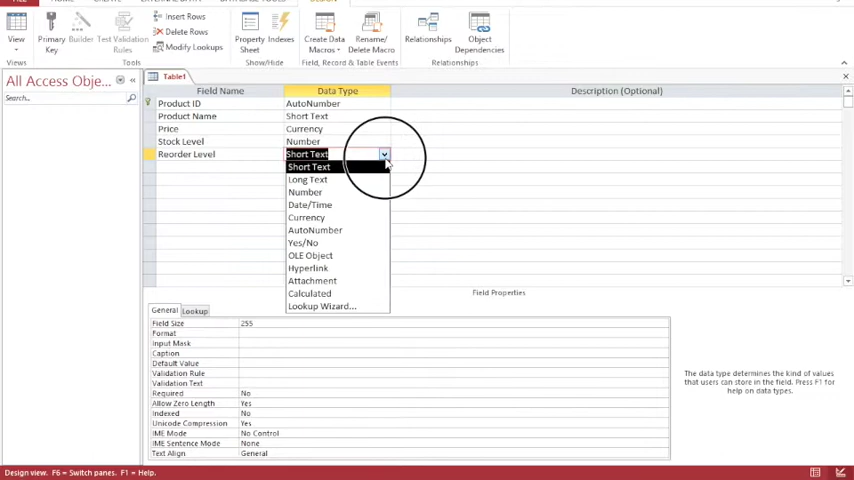 FILE
HOME
DESIGN
View
Primary
Key
Builder
Test Validation
Rules
Insert Rows
Delete Rows
Modify Lookups
Property
Sheet
Indexes
Create Data
Macros
Rename/
Delete Macro
Relationships
Object
Dependencies
Views
Tools
Show/Hide
Field, Record & Table Events
Relationships
All Access Obje...
Search...
Table1
Field Name Data Type Description (Optional)
Product ID AutoNumber
Product Name Short Text
Price Currency
Stock Level Number
Reorder Level Short Text
Short Text
Long Text
Number
Date/Time
Currency
AutoNumber
Yes/No
OLE Object
Hyperlink
Attachment
Calculated
Lookup Wizard...
Field Properties
General Lookup
Field Size 255
Format
Input Mask
Caption
Default Value
Validation Rule
Validation Text
Required No
Allow Zero Length Yes
Indexed No
Unicode Compression Yes
IME Mode No Control
IME Sentence Mode None
Text Align General
The data type determines the kind of values
that users can store in the field. Press F1 for
help on data types.
Design view. F6 = Switch panes. F1 = Help.